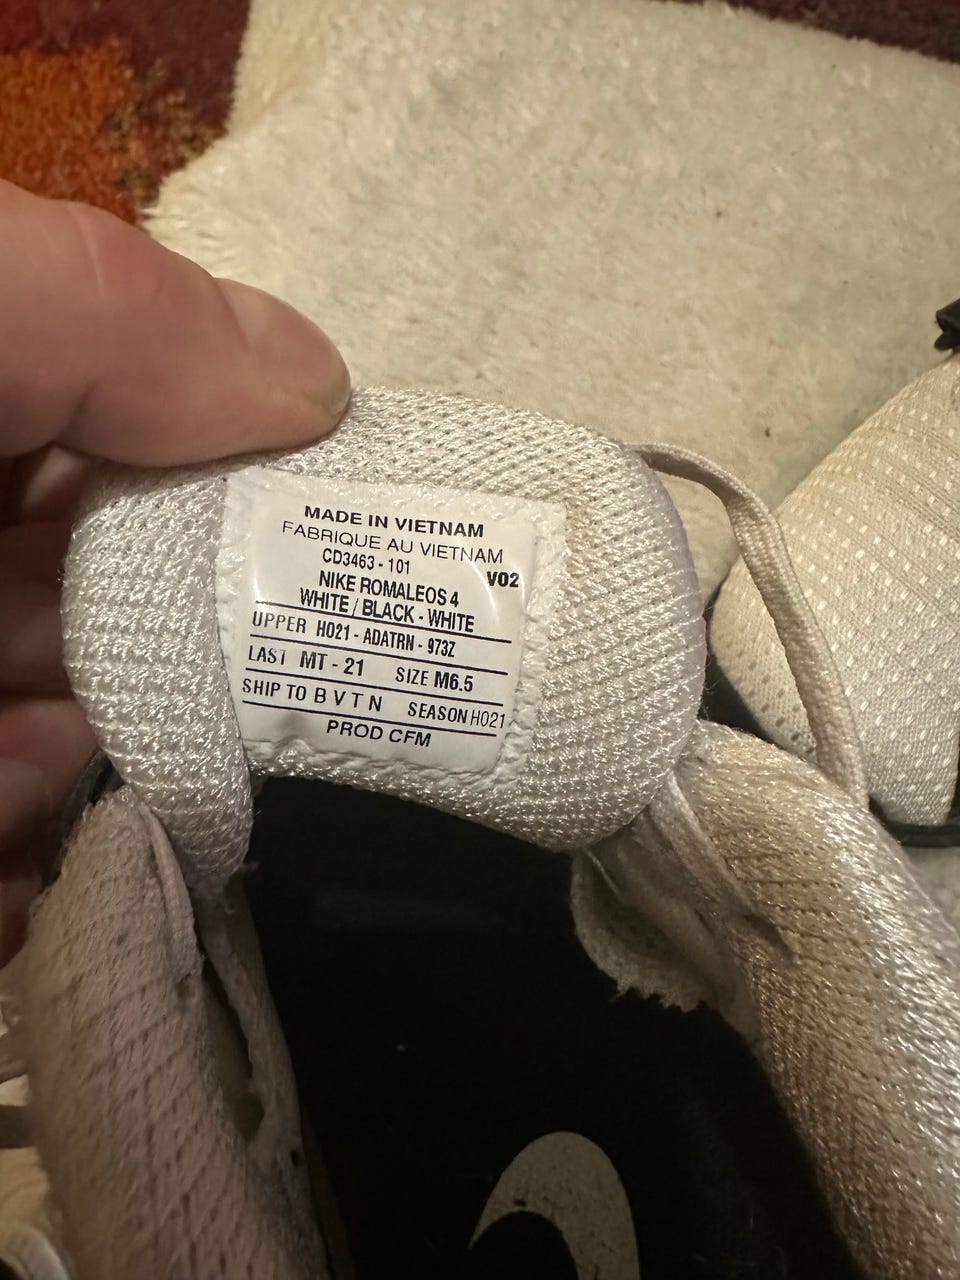 MADE IN VIETNAM
FABRIQUE AU VIETNAM
CD3463 - 101
V02
NIKE ROMALEOS 4
WHITE / BLACK - WHITE
UPPER H021 - ADATRN - 973Z
LAST MT - 21 SIZE M6.5
SHIP TO B V T N SEASON H021
PROD CFM